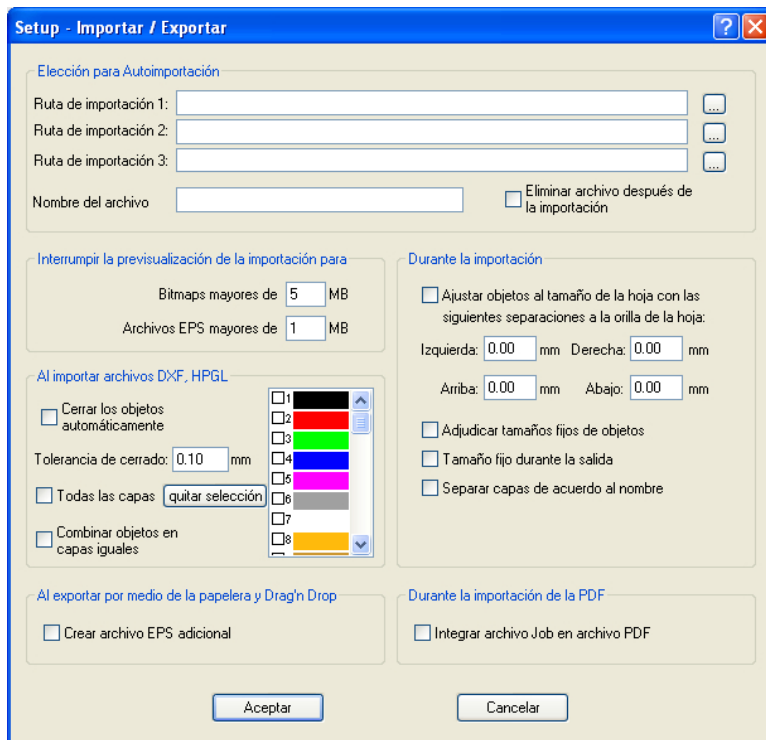 Setup - Importar / Exportar
Elección para Autoimportación
Ruta de importación 1:
...
Ruta de importación 2:
...
Ruta de importación 3:
...
Nombre del archivo
Eliminar archivo después de
la importación
Interrumpir la previsualización de la importación para
Bitmaps mayores de 5 MB
Archivos EPS mayores de 1 MB
Durante la importación
Ajustar objetos al tamaño de la hoja con las
siguientes separaciones a la orilla de la hoja:
Izquierda: 0.00 mm Derecha: 0.00 mm
Arriba: 0.00 mm Abajo: 0.00 mm
Adjudicar tamaños fijos de objetos
Tamaño fijo durante la salida
Separar capas de acuerdo al nombre
Al importar archivos DXF, HPGL
Cerrar los objetos
automáticamente
Tolerancia de cerrado: 0.10 mm
Todas las capas quitar selección
Combinar objetos en
capas iguales
1
2
3
4
5
6
7
8
Al exportar por medio de la papelera y Drag'n Drop
Crear archivo EPS adicional
Durante la importación de la PDF
Integrar archivo Job en archivo PDF
Aceptar
Cancelar